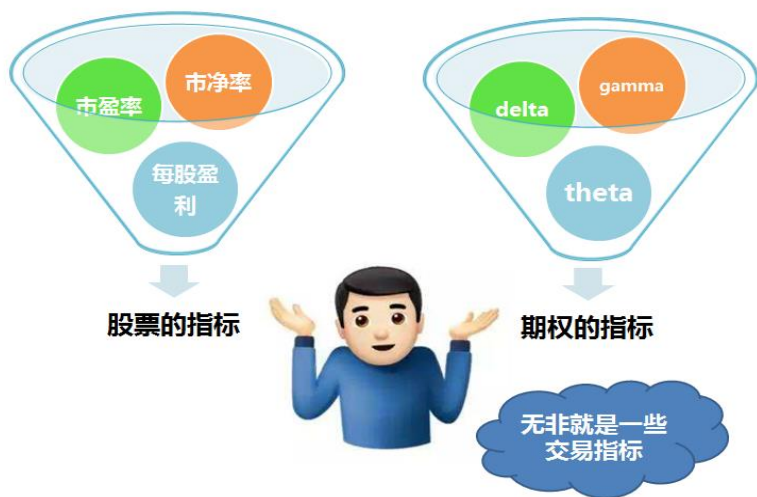 市盈率
市净率
每股盈
利
股票的指标
delta
gamma
theta
期权的指标
无非就是一些
交易指标